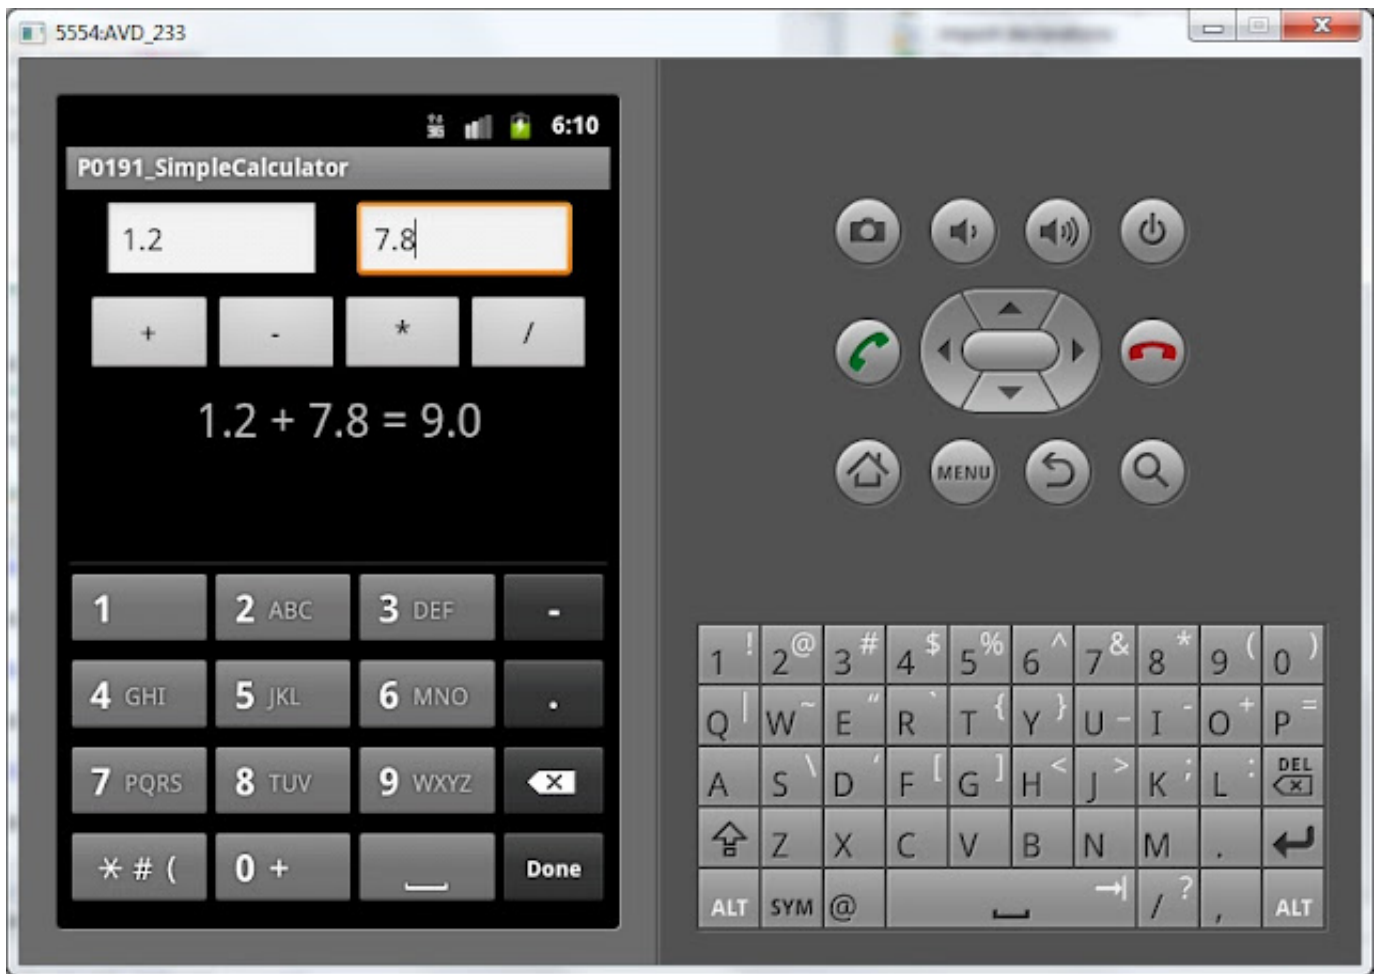 5554:AVD_233
3G 6:10
P0191_SimpleCalculator
1.2 7.8
+ - * /
1.2 + 7.8 = 9.0
1 2 ABC 3 DEF -
4 GHI 5 JKL 6 MNO .
7 PQRS 8 TUV 9 WXYZ
* # ( 0 + Done
MENU
1 ! 2 @ 3 # 4 $ 5 % 6 ^ 7 & 8 * 9 ( 0 )
Q | W ~ E " R ` T { Y } U _ I - O + P =
A S \ D ' F [ G ] H < J > K ; L : DEL
Z X C V B N M .
ALT SYM @ / ? , ALT